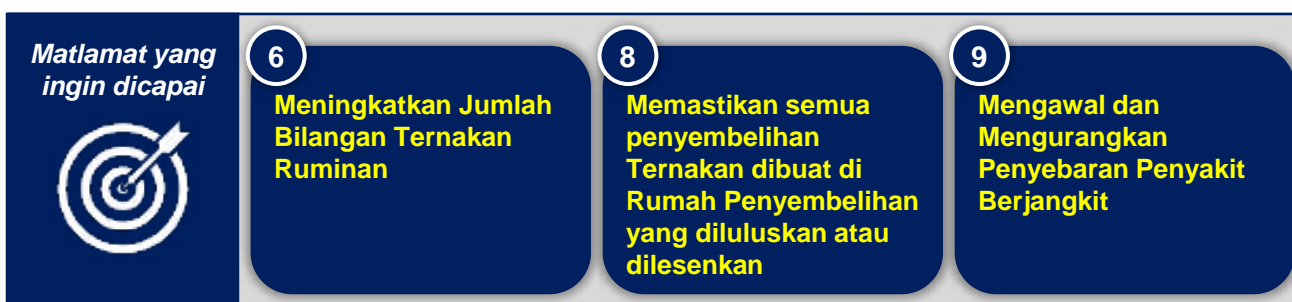 Matlamat yang
ingin dicapai
6
Meningkatkan Jumlah
Bilangan Ternakan
Ruminan
8
Memastikan semua
penyembelihan
Ternakan dibuat di
Rumah Penyembelihan
yang diluluskan atau
dilesenkan
9
Mengawal dan
Mengurangkan
Penyebaran Penyakit
Berjangkit